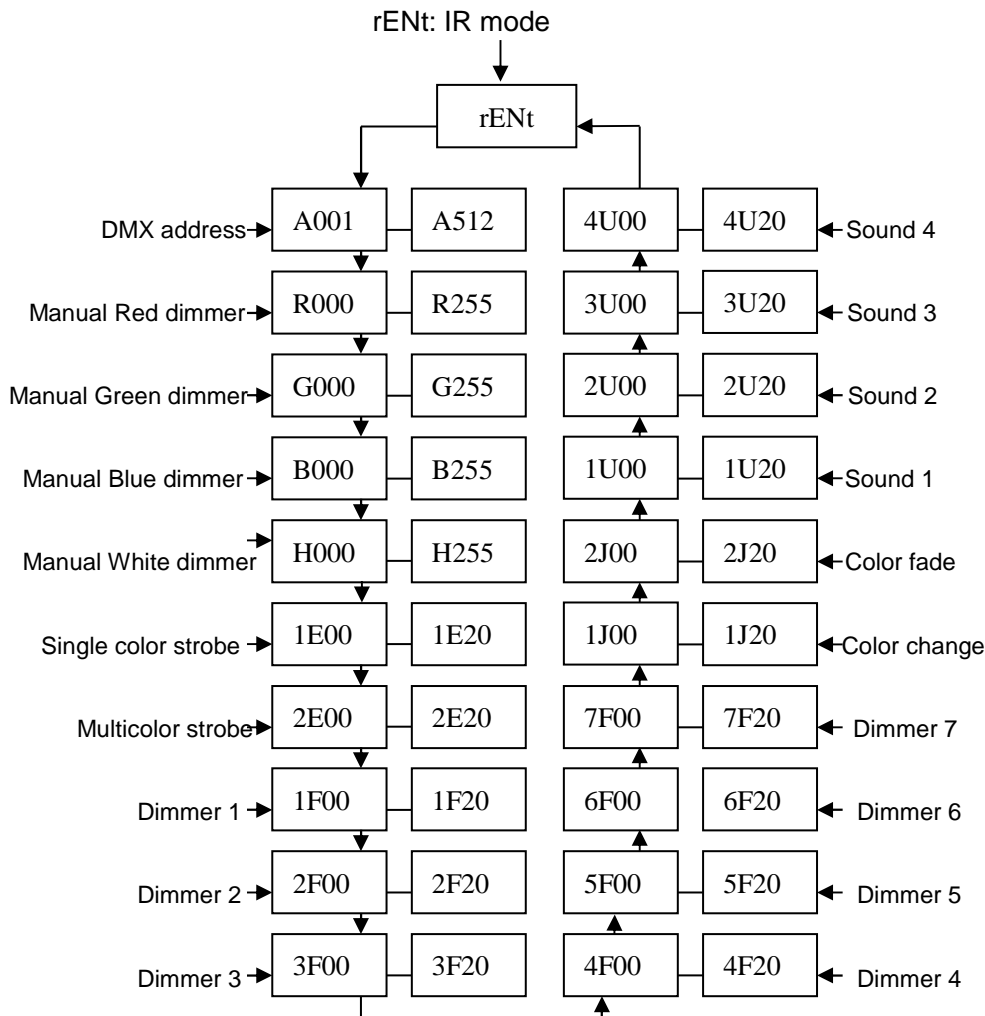 rENt: IR mode
rENt
DMX address A001 A512 4U00 4U20 Sound 4
Manual Red dimmer R000 R255 3U00 3U20 Sound 3
Manual Green dimmer G000 G255 2U00 2U20 Sound 2
Manual Blue dimmer B000 B255 1U00 1U20 Sound 1
Manual White dimmer H000 H255 2J00 2J20 Color fade
Single color strobe 1E00 1E20 1J00 1J20 Color change
Multicolor strobe 2E00 2E20 7F00 7F20 Dimmer 7
Dimmer 1 1F00 1F20 6F00 6F20 Dimmer 6
Dimmer 2 2F00 2F20 5F00 5F20 Dimmer 5
Dimmer 3 3F00 3F20 4F00 4F20 Dimmer 4